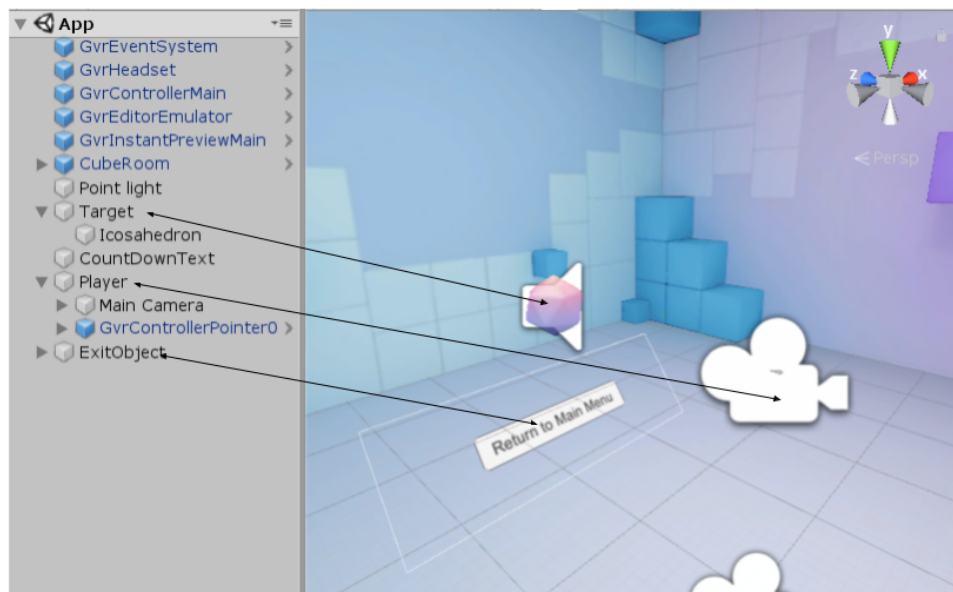 App
GvrEventSystem
GvrHeadset
GvrControllerMain
GvrEditorEmulator
GvrInstantPreviewMain
CubeRoom
Point light
Target
Icosahedron
CountDownText
Player
Main Camera
GvrControllerPointer0
ExitObject
y
z
x
Persp
Return to Main Menu